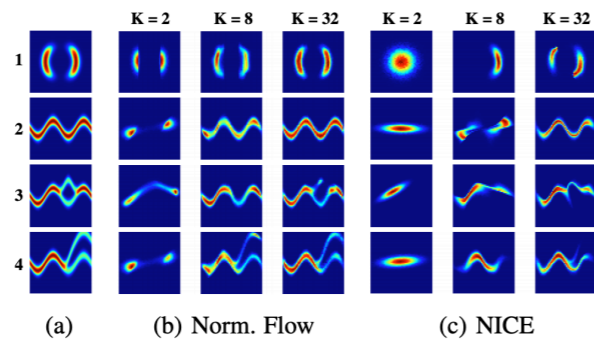 K = 2 K = 8 K = 32 K = 2 K = 8 K = 32
1
2
3
4
(a) (b) Norm. Flow (c) NICE